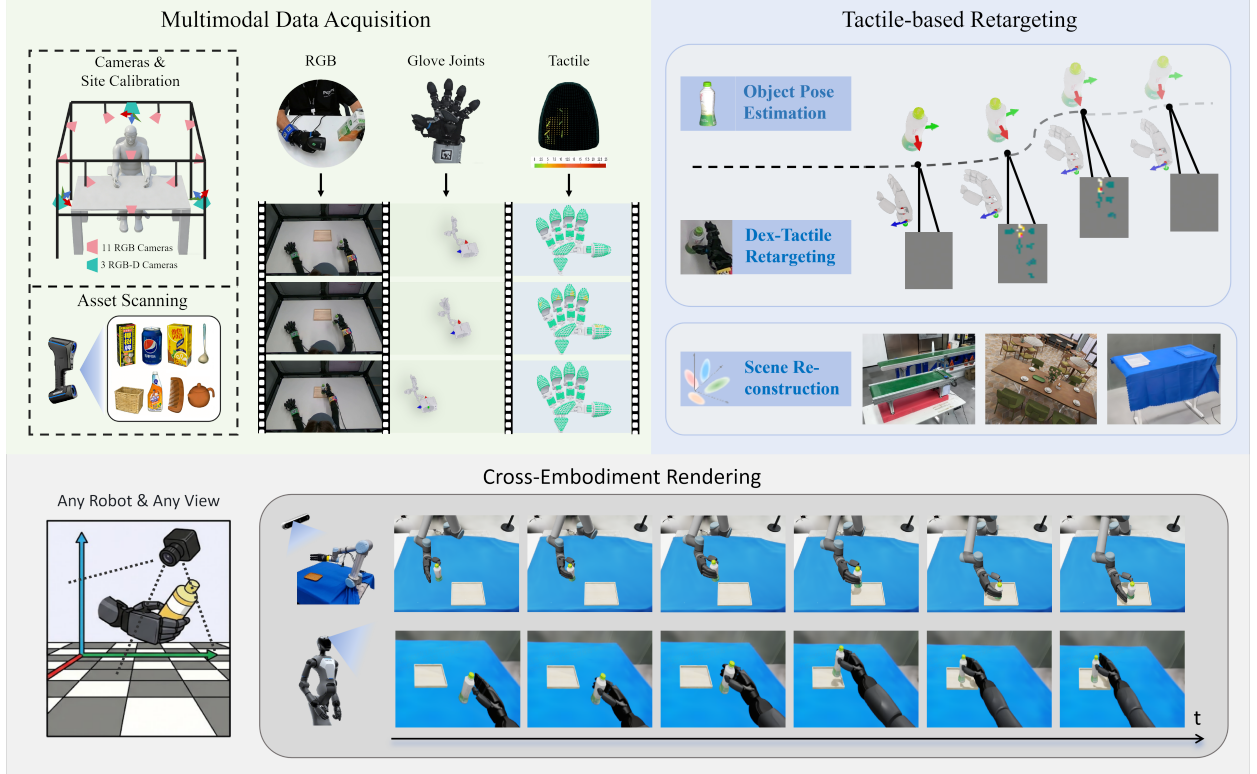 Multimodal Data Acquisition
Cameras &
Site Calibration
11 RGB Cameras
3 RGB-D Cameras
Asset Scanning
RGB
Glove Joints
Tactile
Tactile-based Retargeting
Object Pose
Estimation
Dex-Tactile
Retargeting
Scene Re-
construction
Cross-Embodiment Rendering
Any Robot & Any View
t